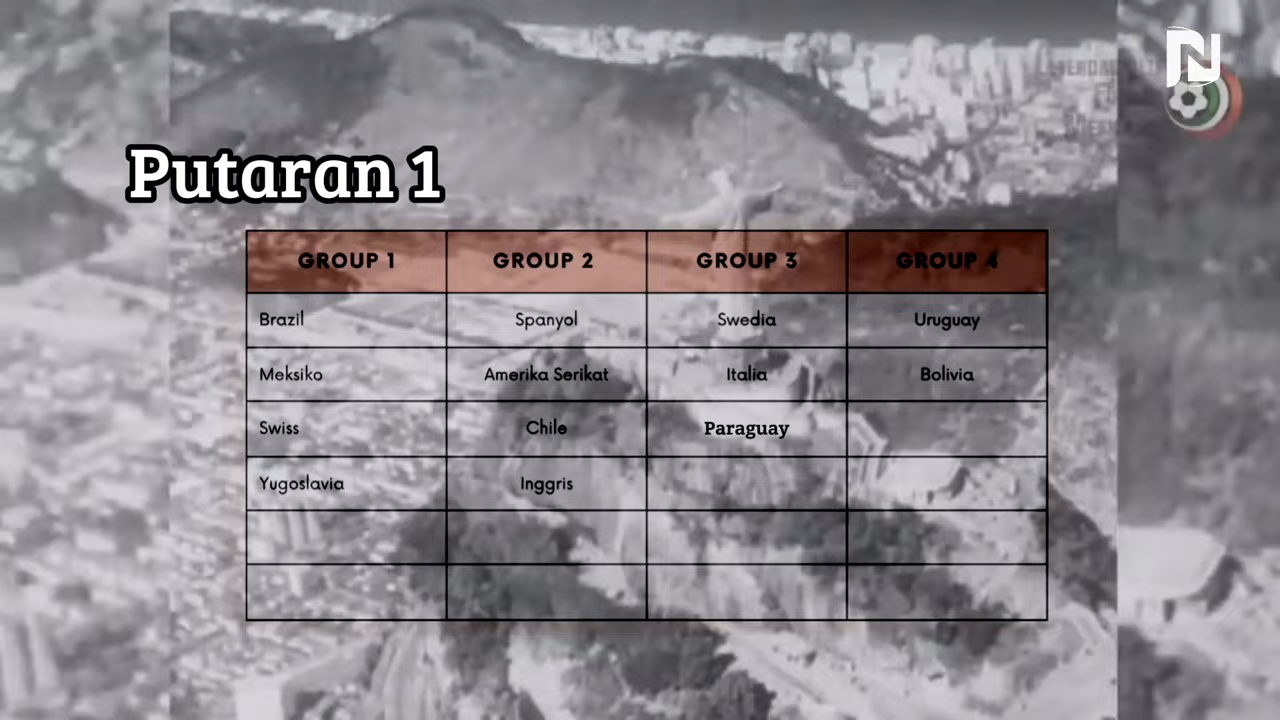 Putaran 1
GROUP 1 GROUP 2 GROUP 3 GROUP 4
Brazil Spanyol Swedia Uruguay
Meksiko Amerika Serikat Italia Bolivia
Swiss Chile Paraguay
Yugoslavia Inggris